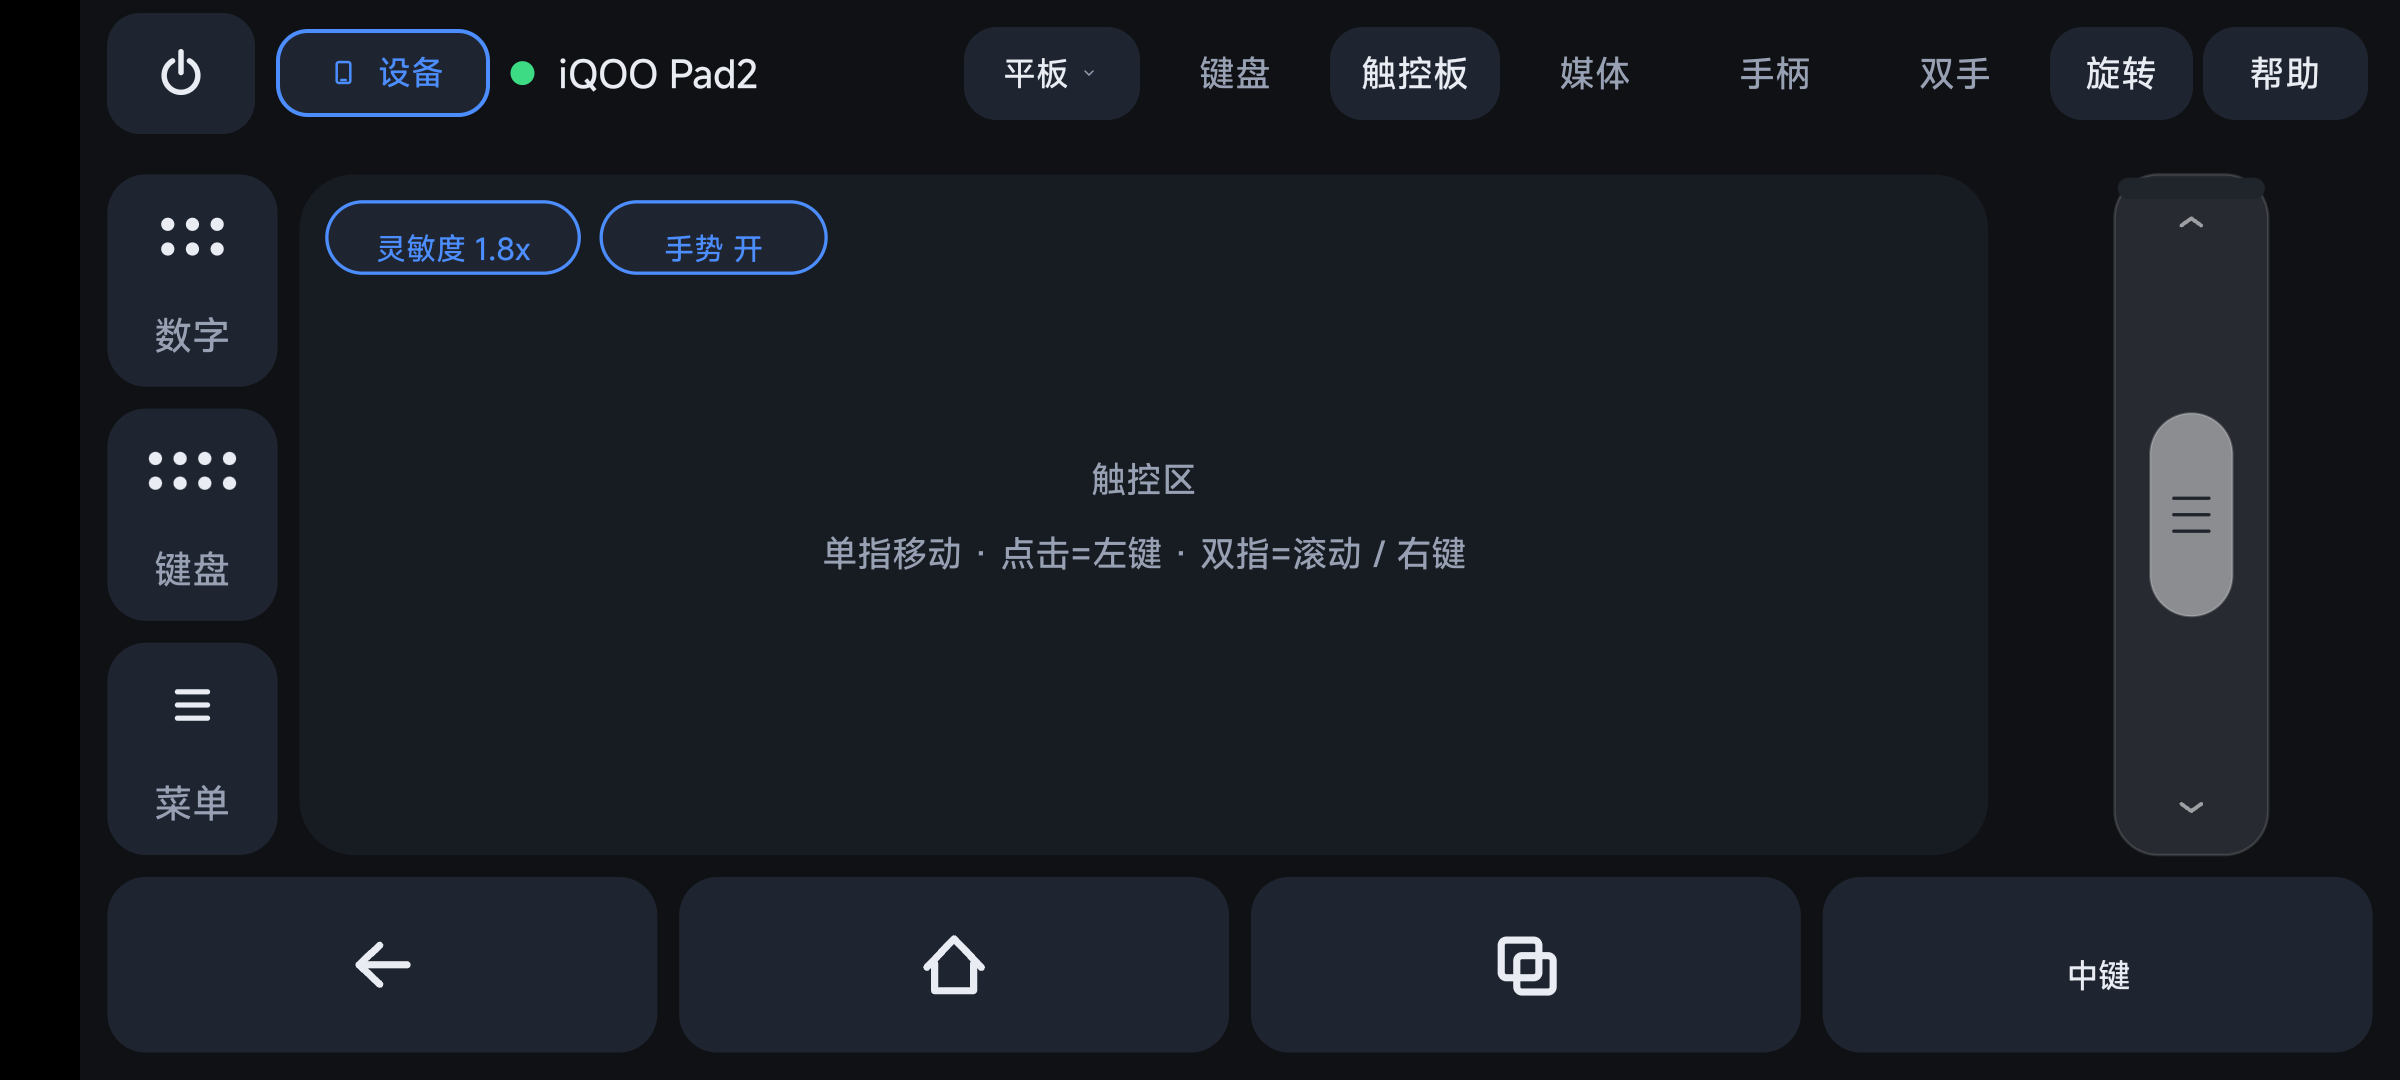 设备
iQOO Pad2
平板
键盘
触控板
媒体
手柄
双手
旋转
帮助
数字
键盘
菜单
灵敏度 1.8x
手势 开
触控区
单指移动 · 点击=左键 · 双指=滚动 / 右键
中键